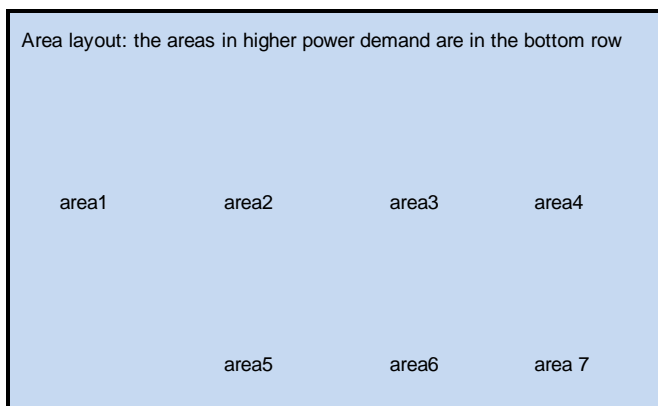 Area layout: the areas in higher power demand are in the bottom row
area1 area2 area3 area4
area5 area6 area 7